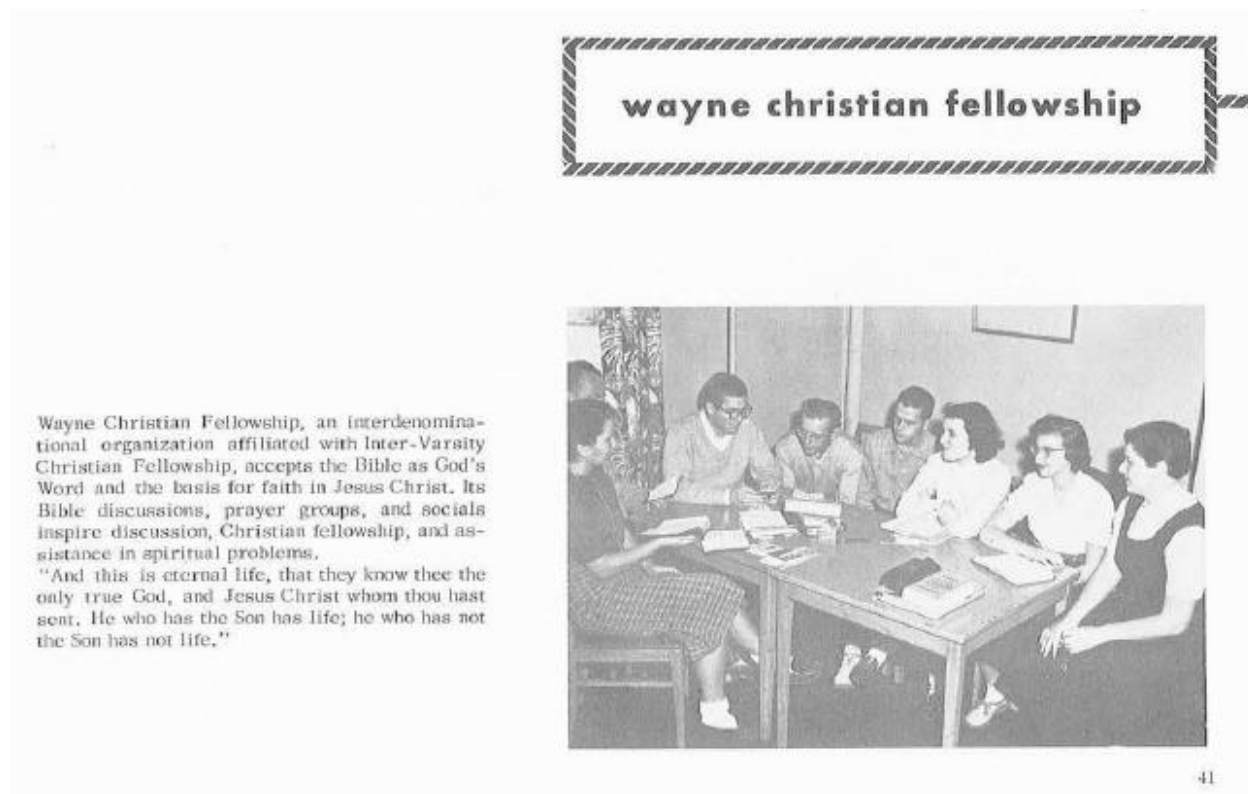 wayne christian fellowship
Wayne Christian Fellowship, an interdenomina-
tional organization affiliated with Inter-Varsity
Christian Fellowship, accepts the Bible as God's
Word and the basis for faith in Jesus Christ. Its
Bible discussions, prayer groups, and socials
inspire discussion, Christian fellowship, and as-
sistance in spiritual problems.
"And this is eternal life, that they know thee the
only true God, and Jesus Christ whom thou hast
sent. He who has the Son has life; he who has not
the Son has not life."
41